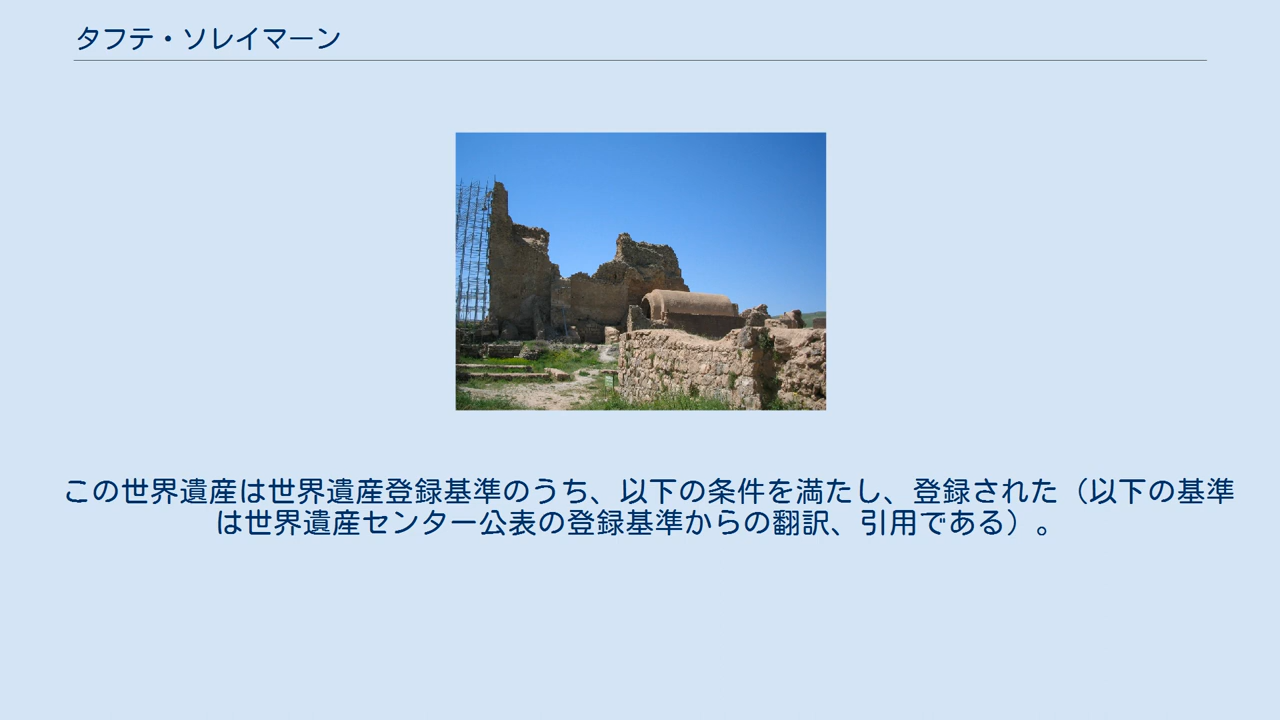 タフテ・ソレイマーン
この世界遺産は世界遺産登録基準のうち、以下の条件を満たし、登録された（以下の基準
は世界遺産センター公表の登録基準からの翻訳、引用である）。